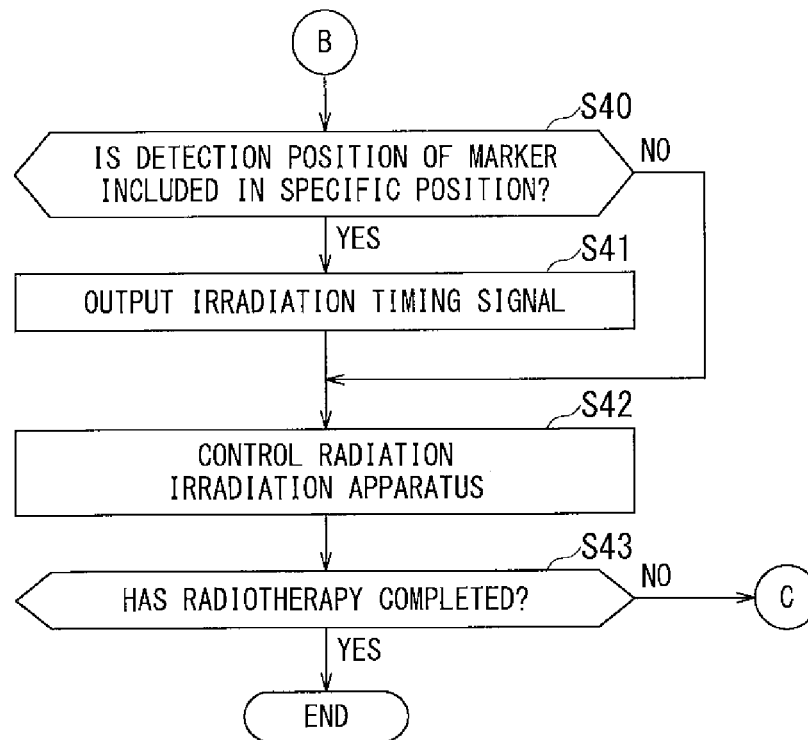 B
S40
IS DETECTION POSITION OF MARKER
INCLUDED IN SPECIFIC POSITION?
NO
YES
S41
OUTPUT IRRADIATION TIMING SIGNAL
S42
CONTROL RADIATION
IRRADIATION APPARATUS
S43
HAS RADIOTHERAPY COMPLETED?
NO
C
YES
END